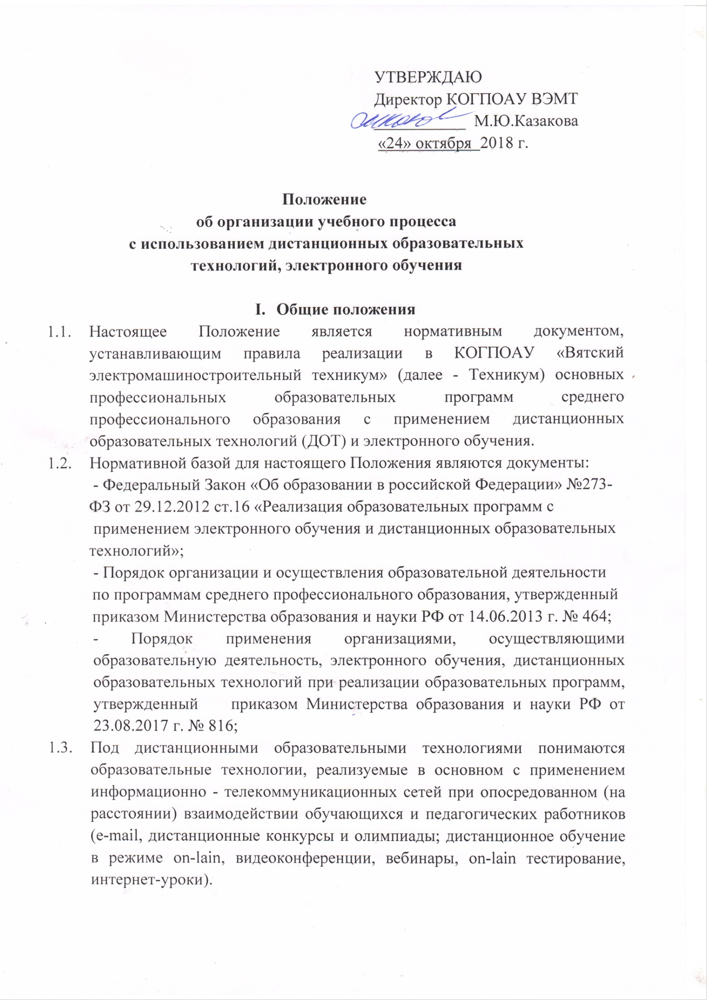 УТВЕРЖДАЮ
Директор КОГПОАУ ВЭМТ
___________ М.Ю.Казакова
«24» октября 2018 г.
Положение
об организации учебного процесса
с использованием дистанционных образовательных
технологий, электронного обучения
I. Общие положения
1.1. Настоящее Положение является нормативным документом,
устанавливающим правила реализации в КОГПОАУ «Вятский
электромашиностроительный техникум» (далее - Техникум) основных
профессиональных образовательных программ среднего
профессионального образования с применением дистанционных
образовательных технологий (ДОТ) и электронного обучения.
1.2. Нормативной базой для настоящего Положения являются документы:
- Федеральный Закон «Об образовании в российской Федерации» №273-
ФЗ от 29.12.2012 ст.16 «Реализация образовательных программ с
применением электронного обучения и дистанционных образовательных
технологий»;
- Порядок организации и осуществления образовательной деятельности
по программам среднего профессионального образования, утвержденный
приказом Министерства образования и науки РФ от 14.06.2013 г. № 464;
- Порядок применения организациями, осуществляющими
образовательную деятельность, электронного обучения, дистанционных
образовательных технологий при реализации образовательных программ,
утвержденный приказом Министерства образования и науки РФ от
23.08.2017 г. № 816;
1.3. Под дистанционными образовательными технологиями понимаются
образовательные технологии, реализуемые в основном с применением
информационно - телекоммуникационных сетей при опосредованном (на
расстоянии) взаимодействии обучающихся и педагогических работников
(e-mail, дистанционные конкурсы и олимпиады; дистанционное обучение
в режиме on-lain, видеоконференции, вебинары, on-lain тестирование,
интернет-уроки).